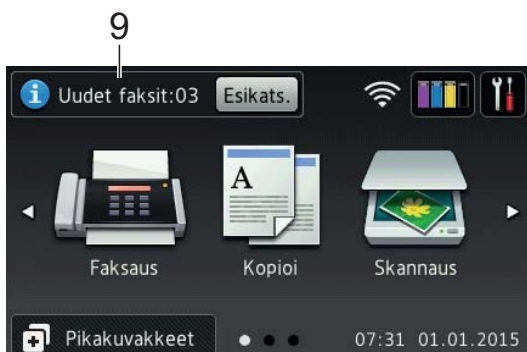 9
Uudet faksit:03 Esikats.
A
Faksaus Kopioi Skannaus
Pikakuvakkeet 07:31 01.01.2015